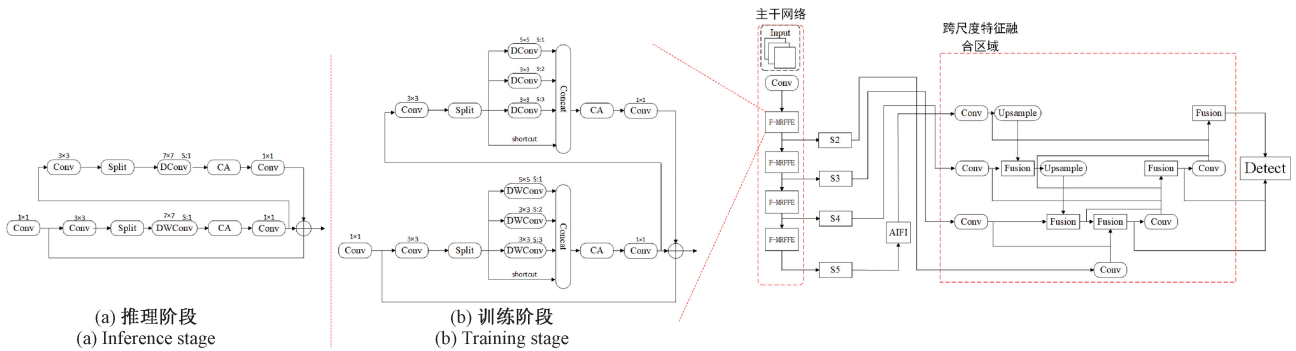 3×3
Conv
Split
7×7 S:1
DConv
CA
1×1
Conv
1×1
Conv
3×3
Conv
Split
7×7 S:1
DWConv
CA
1×1
Conv
(a) 推理阶段
(a) Inference stage
5×5 S:1
DConv
3×3 S:2
DConv
3×3 S:3
DConv
shortcut
Concat
3×3
Conv
Split
CA
1×1
Conv
5×5 S:1
DWConv
3×3 S:2
DWConv
3×3 S:3
DWConv
shortcut
Concat
1×1
Conv
3×3
Conv
Split
CA
1×1
Conv
(b) 训练阶段
(b) Training stage
主干网络
Input
Conv
F-MRFFE
F-MRFFE
F-MRFFE
F-MRFFE
S2
S3
S4
S5
AIFI
跨尺度特征融
合区域
Conv
Upsample
Fusion
Conv
Fusion
Upsample
Fusion
Conv
Conv
Fusion
Fusion
Conv
Conv
Detect